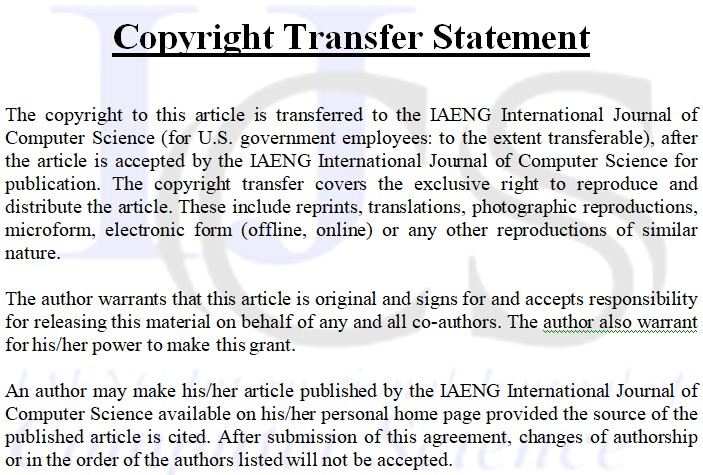 Copyright Transfer Statement
The copyright to this article is transferred to the IAENG International Journal of
Computer Science (for U.S. government employees: to the extent transferable), after
the article is accepted by the IAENG International Journal of Computer Science for
publication. The copyright transfer covers the exclusive right to reproduce and
distribute the article. These include reprints, translations, photographic reproductions,
microform, electronic form (offline, online) or any other reproductions of similar
nature.
The author warrants that this article is original and signs for and accepts responsibility
for releasing this material on behalf of any and all co-authors. The author also warrant
for his/her power to make this grant.
An author may make his/her article published by the IAENG International Journal of
Computer Science available on his/her personal home page provided the source of the
published article is cited. After submission of this agreement, changes of authorship
or in the order of the authors listed will not be accepted.